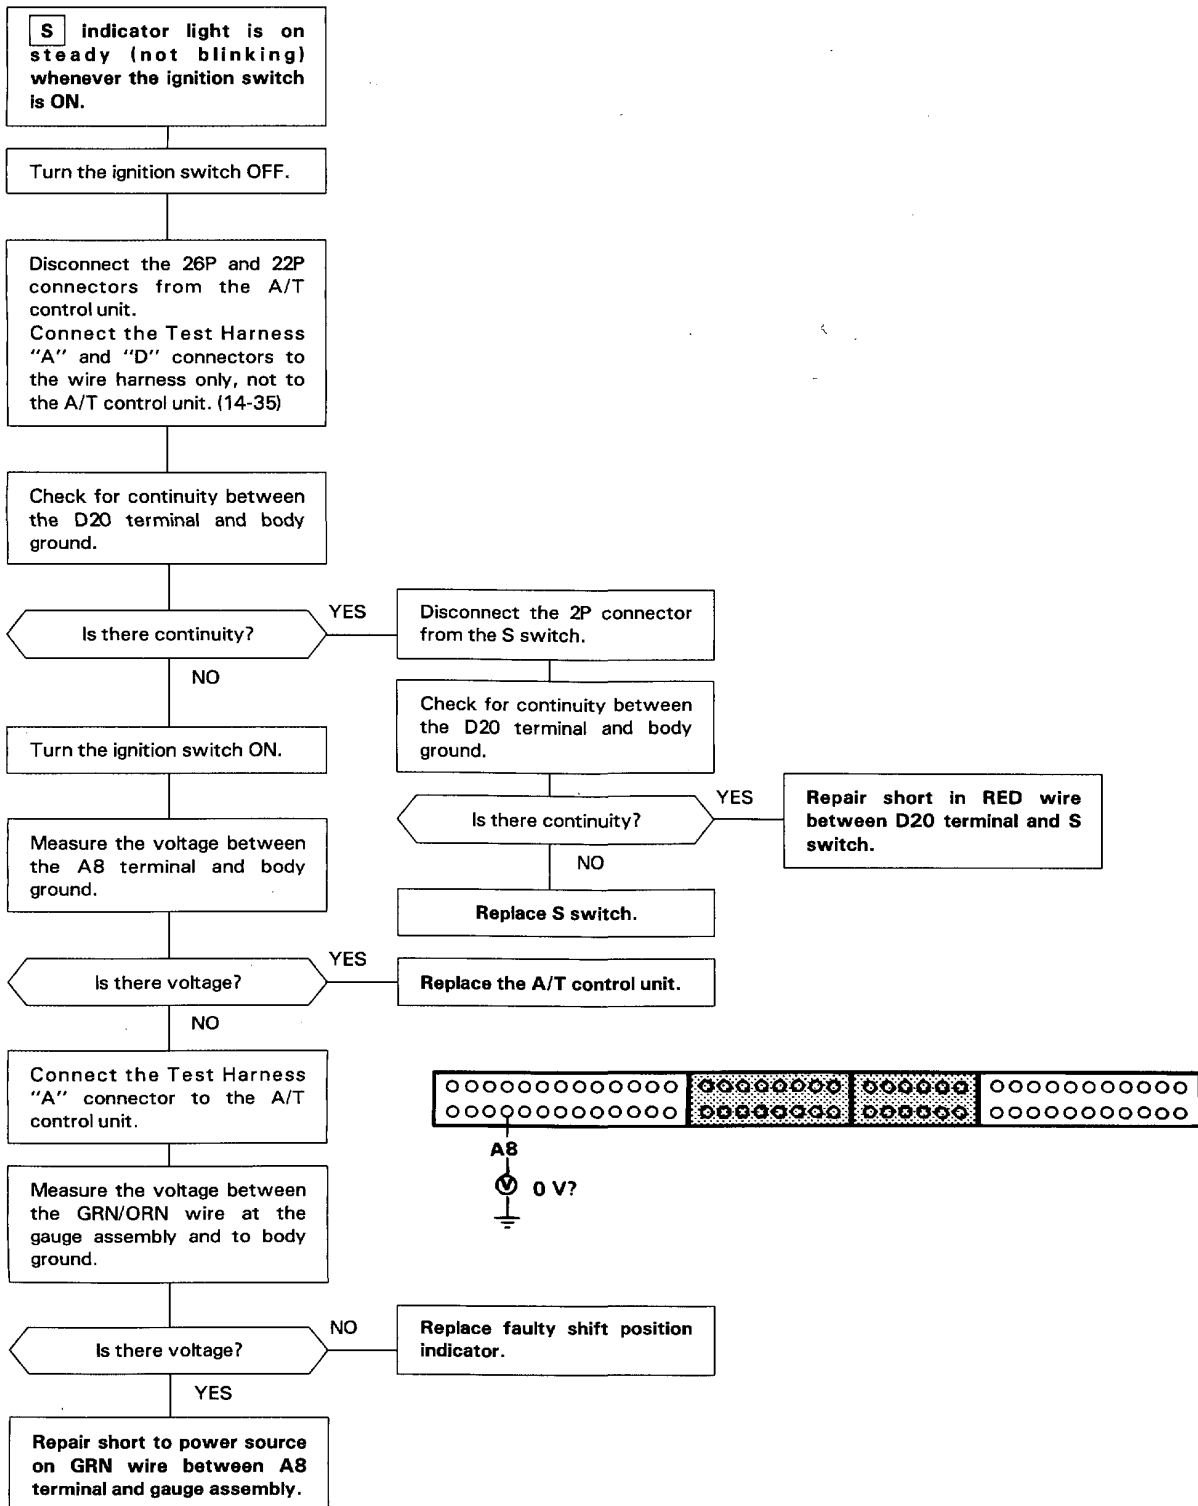 S indicator light is on
steady (not blinking)
whenever the ignition switch
is ON.
Turn the ignition switch OFF.
Disconnect the 26P and 22P
connectors from the A/T
control unit.
Connect the Test Harness
"A" and "D" connectors to
the wire harness only, not to
the A/T control unit. (14-35)
Check for continuity between
the D20 terminal and body
ground.
Is there continuity?
YES
NO
Disconnect the 2P connector
from the S switch.
Check for continuity between
the D20 terminal and body
ground.
Is there continuity?
YES
NO
Repair short in RED wire
between D20 terminal and S
switch.
Replace S switch.
Turn the ignition switch ON.
Measure the voltage between
the A8 terminal and body
ground.
Is there voltage?
YES
NO
Replace the A/T control unit.
Connect the Test Harness
"A" connector to the A/T
control unit.
A8
V 0 V?
Measure the voltage between
the GRN/ORN wire at the
gauge assembly and to body
ground.
Is there voltage?
NO
YES
Replace faulty shift position
indicator.
Repair short to power source
on GRN wire between A8
terminal and gauge assembly.